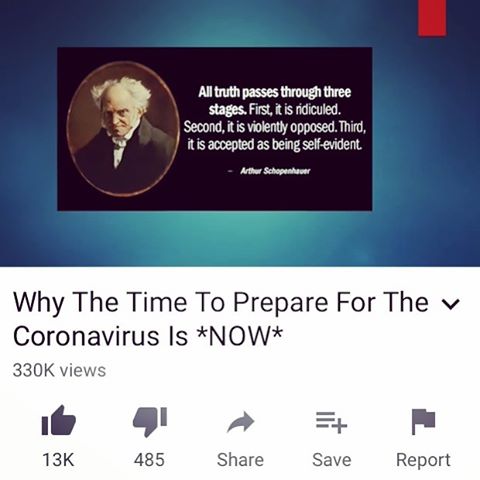 All truth passes through three
stages. First, it is ridiculed.
Second, it is violently opposed. Third,
it is accepted as being self-evident.
– Arthur Schopenhauer
Why The Time To Prepare For The
Coronavirus Is *NOW*
330K views
13K 485 Share Save Report